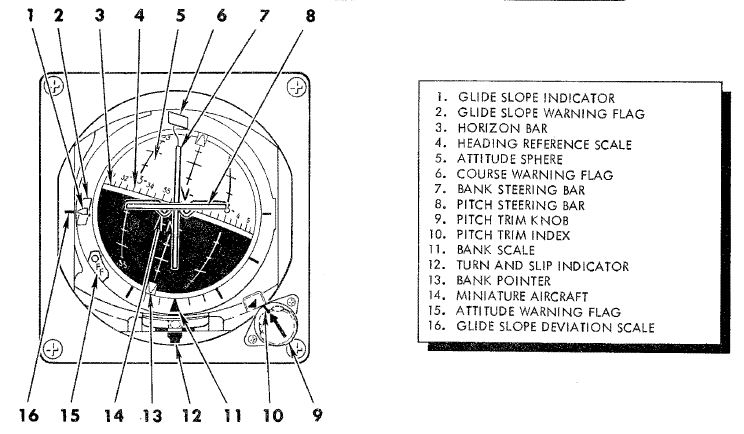 1 2 3 4 5 6 7 8
OFF
16 15 14 13 12 11 10 9
1. GLIDE SLOPE INDICATOR
2. GLIDE SLOPE WARNING FLAG
3. HORIZON BAR
4. HEADING REFERENCE SCALE
5. ATTITUDE SPHERE
6. COURSE WARNING FLAG
7. BANK STEERING BAR
8. PITCH STEERING BAR
9. PITCH TRIM KNOB
10. PITCH TRIM INDEX
11. BANK SCALE
12. TURN AND SLIP INDICATOR
13. BANK POINTER
14. MINIATURE AIRCRAFT
15. ATTITUDE WARNING FLAG
16. GLIDE SLOPE DEVIATION SCALE